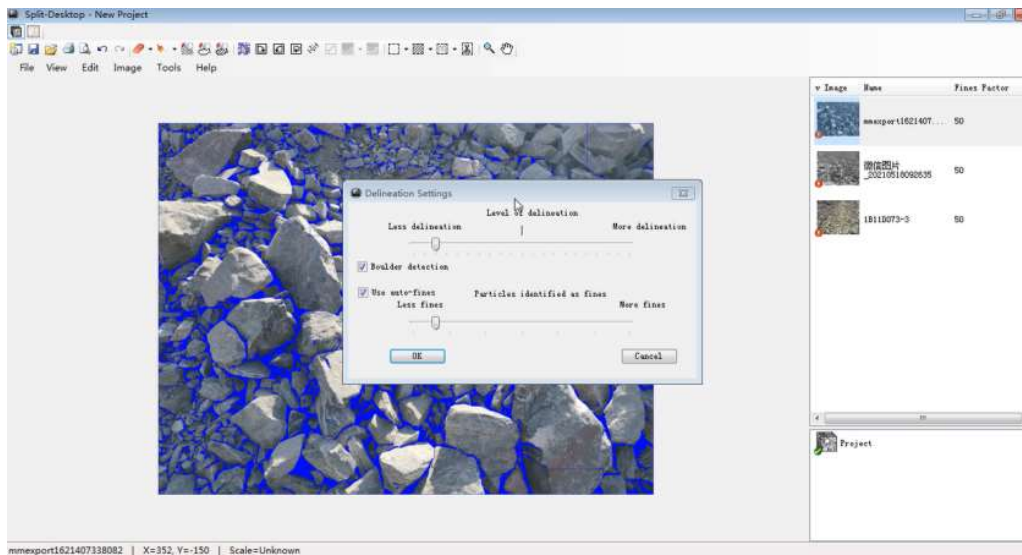 Split-Desktop - New Project
File View Edit Image Tools Help
v Image Name Fines Factor
mmexport1621407... 50
微信图片
_20210518092635 50
1B11D073-3 50
Delineation Settings
Level of delineation
Less delineation More delineation
Boulder detection
Use auto-fines Particles identified as fines
Less fines More fines
OK Cancel
Project
mmexport1621407338082 | X=352, Y=-150 | Scale=Unknown